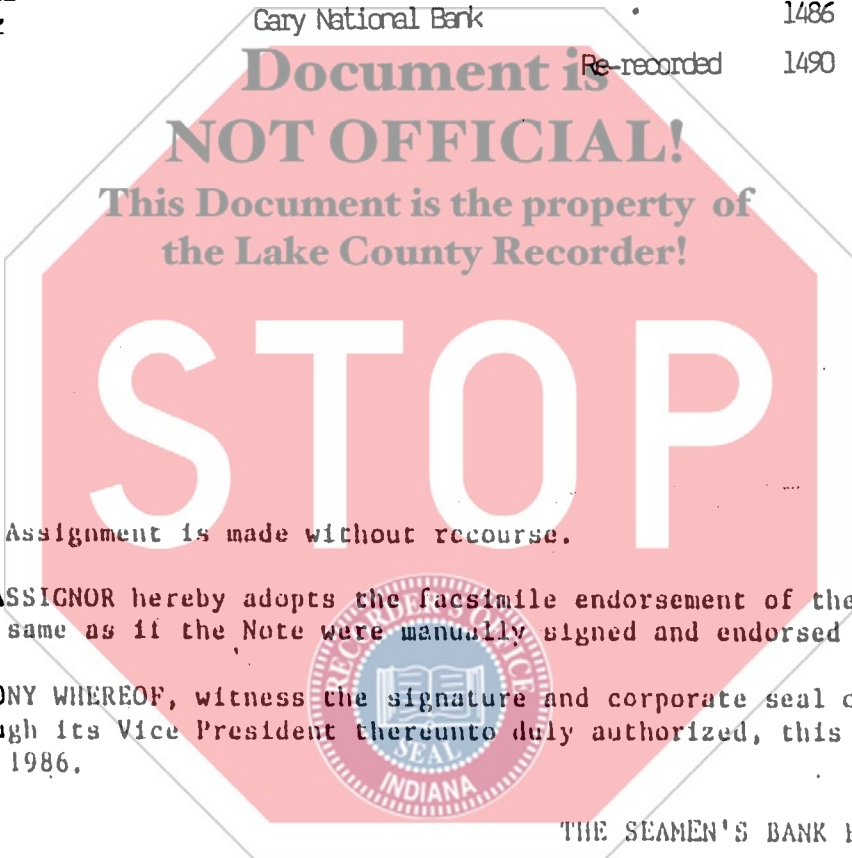 Gary National Bank 1486
Re-recorded 1490
Document is
NOT OFFICIAL!
This Document is the property of
the Lake County Recorder!
STOP
Assignment is made without recourse.
ASSIGNOR hereby adopts the facsimile endorsement of the
same as if the Note were manually signed and endorsed
NY WHEREOF, witness the signature and corporate seal
gh its Vice President thereunto duly authorized, this
1986.
RECORDER'S OFFICE
SEAL
INDIANA
THE SEAMEN'S BANK